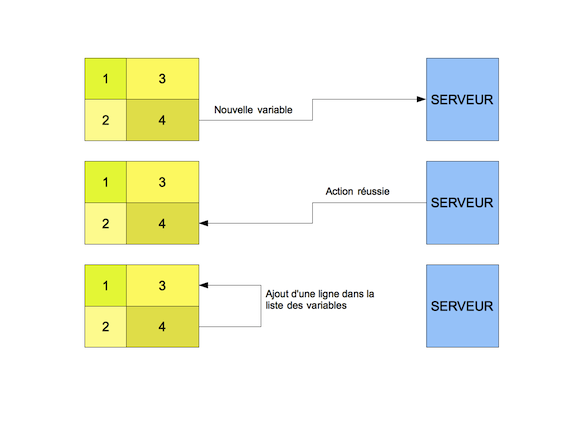 1 3
Nouvelle variable
SERVEUR
2 4
Action réussie
1 3
SERVEUR
2 4
1 3
Ajout d'une ligne dans la
liste des variables
SERVEUR
2 4